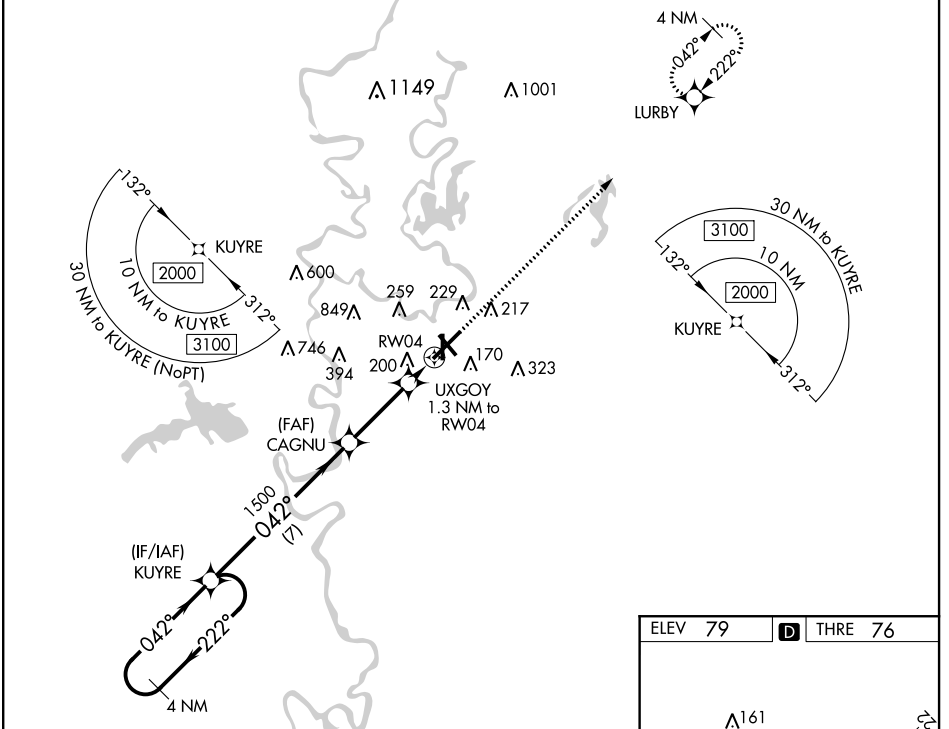 4 NM
042°
222°
LURBY
1149
1001
132°
KUYRE
2000
10 NM to KUYRE
312°
3100
30 NM to KUYRE (NoPT)
600
849
259
229
217
746
394
RW04
200
170
323
UXGOY
1.3 NM to
RW04
30 NM to KUYRE
3100
132°
10 NM
2000
KUYRE
312°
(FAF)
CAGNU
1500
042°
(7)
(IF/IAF)
KUYRE
042°
222°
4 NM
ELEV 79 D THRE 76
161